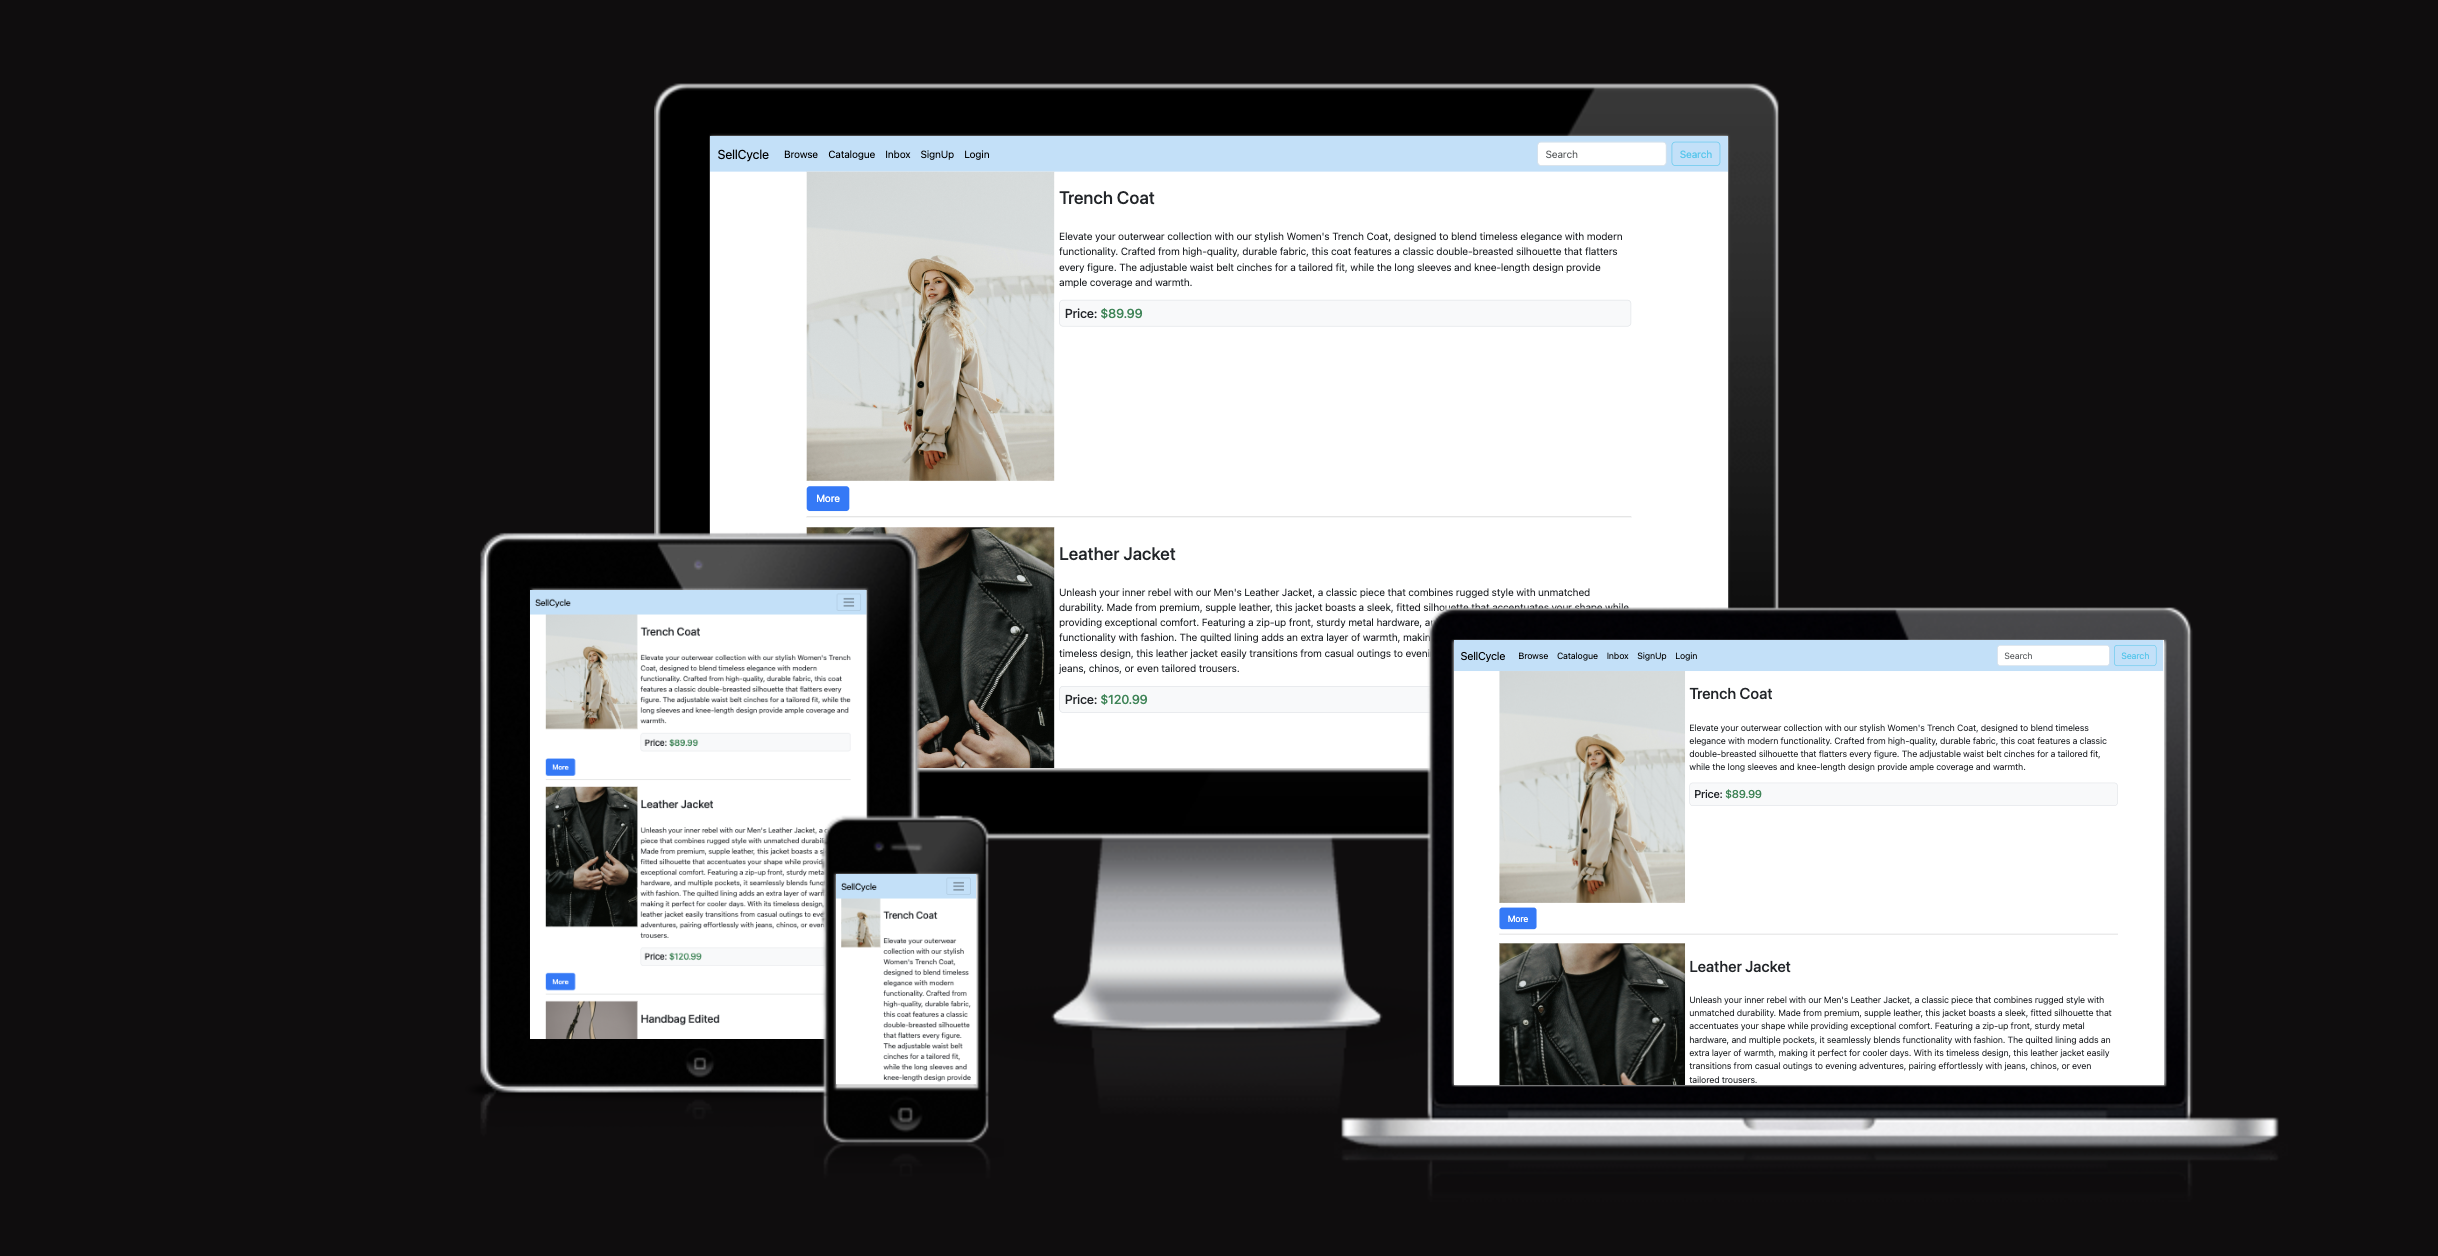 SellCycle Browse Catalogue Inbox SignUp Login Search Search
Trench Coat
Elevate your outerwear collection with our stylish Women's Trench Coat, designed to blend timeless elegance with modern
functionality. Crafted from high-quality, durable fabric, this coat features a classic double-breasted silhouette that flatters
every figure. The adjustable waist belt cinches for a tailored fit, while the long sleeves and knee-length design provide
ample coverage and warmth.
Price: $89.99
More
Leather Jacket
Unleash your inner rebel with our Men's Leather Jacket, a classic piece that combines rugged style with unmatched
durability. Made from premium, supple leather, this jacket boasts a sleek, fitted silhouette that accentuates your shape while
providing exceptional comfort. Featuring a zip-up front, sturdy metal hardware,
functionality with fashion. The quilted lining adds an extra layer of warmth,
timeless design, this leather jacket easily transitions from casual outings to
jeans, chinos, or even tailored trousers.
Price: $120.99
SellCycle
Trench Coat
Elevate your outerwear collection with our stylish Women's Trench
Coat, designed to blend timeless elegance with modern
functionality. Crafted from high-quality, durable fabric, this coat
features a classic double-breasted silhouette that flatters every
figure. The adjustable waist belt cinches for a tailored fit, while the
long sleeves and knee-length design provide ample coverage and
warmth.
Price: $89.99
More
Leather Jacket
Unleash your inner rebel with our Men's Leather Jacket, a
piece that combines rugged style with unmatched
Made from premium, supple leather, this jacket boasts a
fitted silhouette that accentuates your shape while
exceptional comfort. Featuring a zip-up front, sturdy
hardware, and multiple pockets, it seamlessly blends
with fashion. The quilted lining adds an extra layer of
making it perfect for cooler days. With its timeless design,
leather jacket easily transitions from casual outings to
adventures, pairing effortlessly with jeans, chinos, or even
trousers.
Price: $120.99
More
Handbag Edited
SellCycle
Trench Coat
Elevate your outerwear
collection with our stylish
Women's Trench Coat,
designed to blend timeless
elegance with modern
functionality. Crafted from
high-quality, durable fabric,
this coat features a classic
double-breasted silhouette
that flatters every figure.
The adjustable waist belt
cinches for a tailored fit,
while the long sleeves and
knee-length design provide
SellCycle Browse Catalogue Inbox SignUp Login Search Search
Trench Coat
Elevate your outerwear collection with our stylish Women's Trench Coat, designed to blend timeless
elegance with modern functionality. Crafted from high-quality, durable fabric, this coat features a classic
double-breasted silhouette that flatters every figure. The adjustable waist belt cinches for a tailored fit,
while the long sleeves and knee-length design provide ample coverage and warmth.
Price: $89.99
More
Leather Jacket
Unleash your inner rebel with our Men's Leather Jacket, a classic piece that combines rugged style with
unmatched durability. Made from premium, supple leather, this jacket boasts a sleek, fitted silhouette that
accentuates your shape while providing exceptional comfort. Featuring a zip-up front, sturdy metal
hardware, and multiple pockets, it seamlessly blends functionality with fashion. The quilted lining adds an
extra layer of warmth, making it perfect for cooler days. With its timeless design, this leather jacket easily
transitions from casual outings to evening adventures, pairing effortlessly with jeans, chinos, or even
tailored trousers.